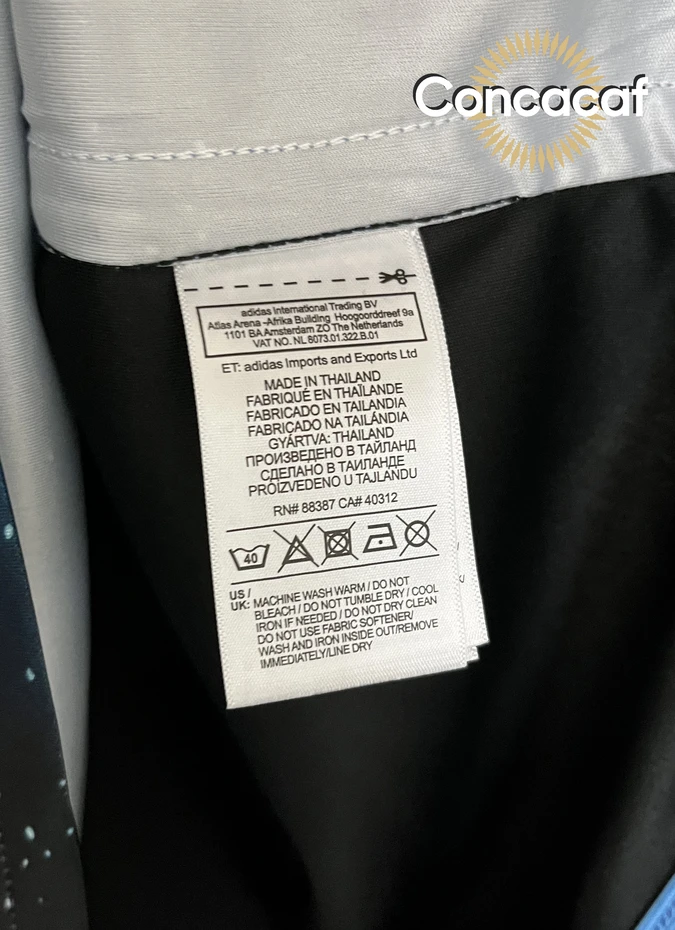 Concacaf
adidas International Trading BV
Atlas Arena -Afrika Building Hoogoorddreef 9a
1101 BA Amsterdam ZO The Netherlands
VAT NO. NL 8073.01.322.B.01
ET: adidas Imports and Exports Ltd
MADE IN THAILAND
FABRIQUÉ EN THAÏLANDE
FABRICADO EN TAILANDIA
FABRICADO NA TAILÂNDIA
GYÁRTVA: THAILAND
ПРОИЗВЕДЕНО В ТАЙЛАНД
СДЕЛАНО В ТАИЛАНДЕ
PROIZVEDENO U TAJLANDU
RN# 88387 CA# 40312
40
US /
UK: MACHINE WASH WARM / DO NOT
BLEACH / DO NOT TUMBLE DRY / COOL
IRON IF NEEDED / DO NOT DRY CLEAN
DO NOT USE FABRIC SOFTENER/
WASH AND IRON INSIDE OUT/REMOVE
IMMEDIATELY/LINE DRY